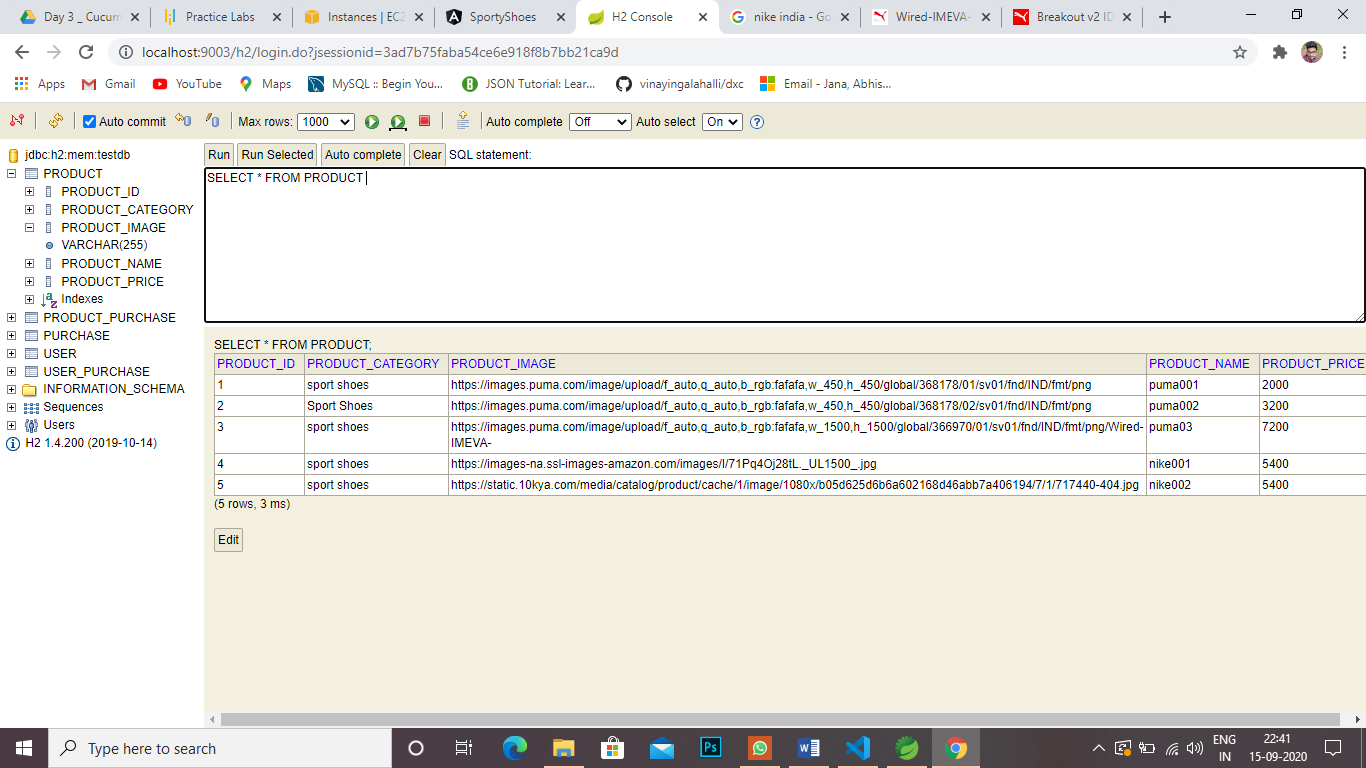 Day 3 _ Cucum
Practice Labs
Instances | EC2
SportyShoes
H2 Console
nike india - Go
Wired-IMEVA-
Breakout v2 ID
localhost:9003/h2/login.do?jsessionid=3ad7b75faba54ce6e918f8b7bb21ca9d
Apps
Gmail
YouTube
Maps
MySQL :: Begin You...
JSON Tutorial: Lear...
vinayingalahalli/dxc
Email - Jana, Abhis...
Auto commit
Max rows: 1000
Auto complete Off
Auto select On
jdbc:h2:mem:testdb
PRODUCT
PRODUCT_ID
PRODUCT_CATEGORY
PRODUCT_IMAGE
VARCHAR(255)
PRODUCT_NAME
PRODUCT_PRICE
Indexes
PRODUCT_PURCHASE
PURCHASE
USER
USER_PURCHASE
INFORMATION_SCHEMA
Sequences
Users
H2 1.4.200 (2019-10-14)
Run Run Selected Auto complete Clear SQL statement:
SELECT * FROM PRODUCT
SELECT * FROM PRODUCT;
PRODUCT_ID PRODUCT_CATEGORY PRODUCT_IMAGE PRODUCT_NAME PRODUCT_PRICE
1 sport shoes https://images.puma.com/image/upload/f_auto,q_auto,b_rgb:fafafa,w_450,h_450/global/368178/01/sv01/fnd/IND/fmt/png puma001 2000
2 Sport Shoes https://images.puma.com/image/upload/f_auto,q_auto,b_rgb:fafafa,w_450,h_450/global/368178/02/sv01/fnd/IND/fmt/png puma002 3200
3 sport shoes https://images.puma.com/image/upload/f_auto,q_auto,b_rgb:fafafa,w_1500,h_1500/global/366970/01/sv01/fnd/IND/fmt/png/Wired- puma03 7200
IMEVA-
4 sport shoes https://images-na.ssl-images-amazon.com/images/I/71Pq4Oj28tL._UL1500_.jpg nike001 5400
5 sport shoes https://static.10kya.com/media/catalog/product/cache/1/image/1080x/b05d625d6b6a602168d46abb7a406194/7/1/717440-404.jpg nike002 5400
(5 rows, 3 ms)
Edit
Type here to search
ENG
IN
22:41
15-09-2020